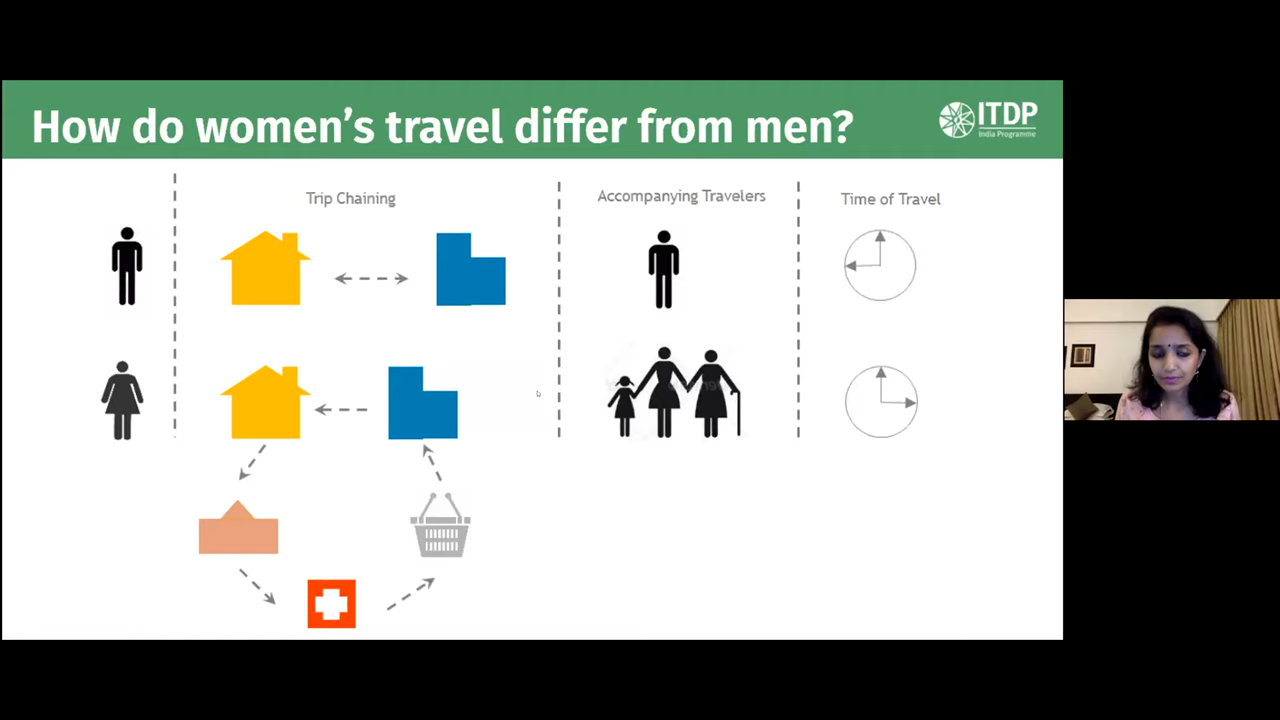 How do women's travel differ from men?
ITDP
India Programme
Trip Chaining
Accompanying Travelers
Time of Travel